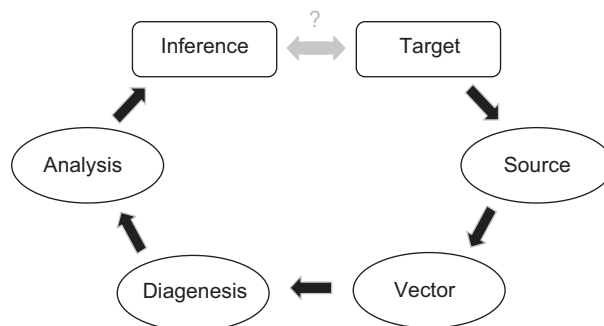 ?
Inference
Target
Analysis
Source
Diagenesis
Vector